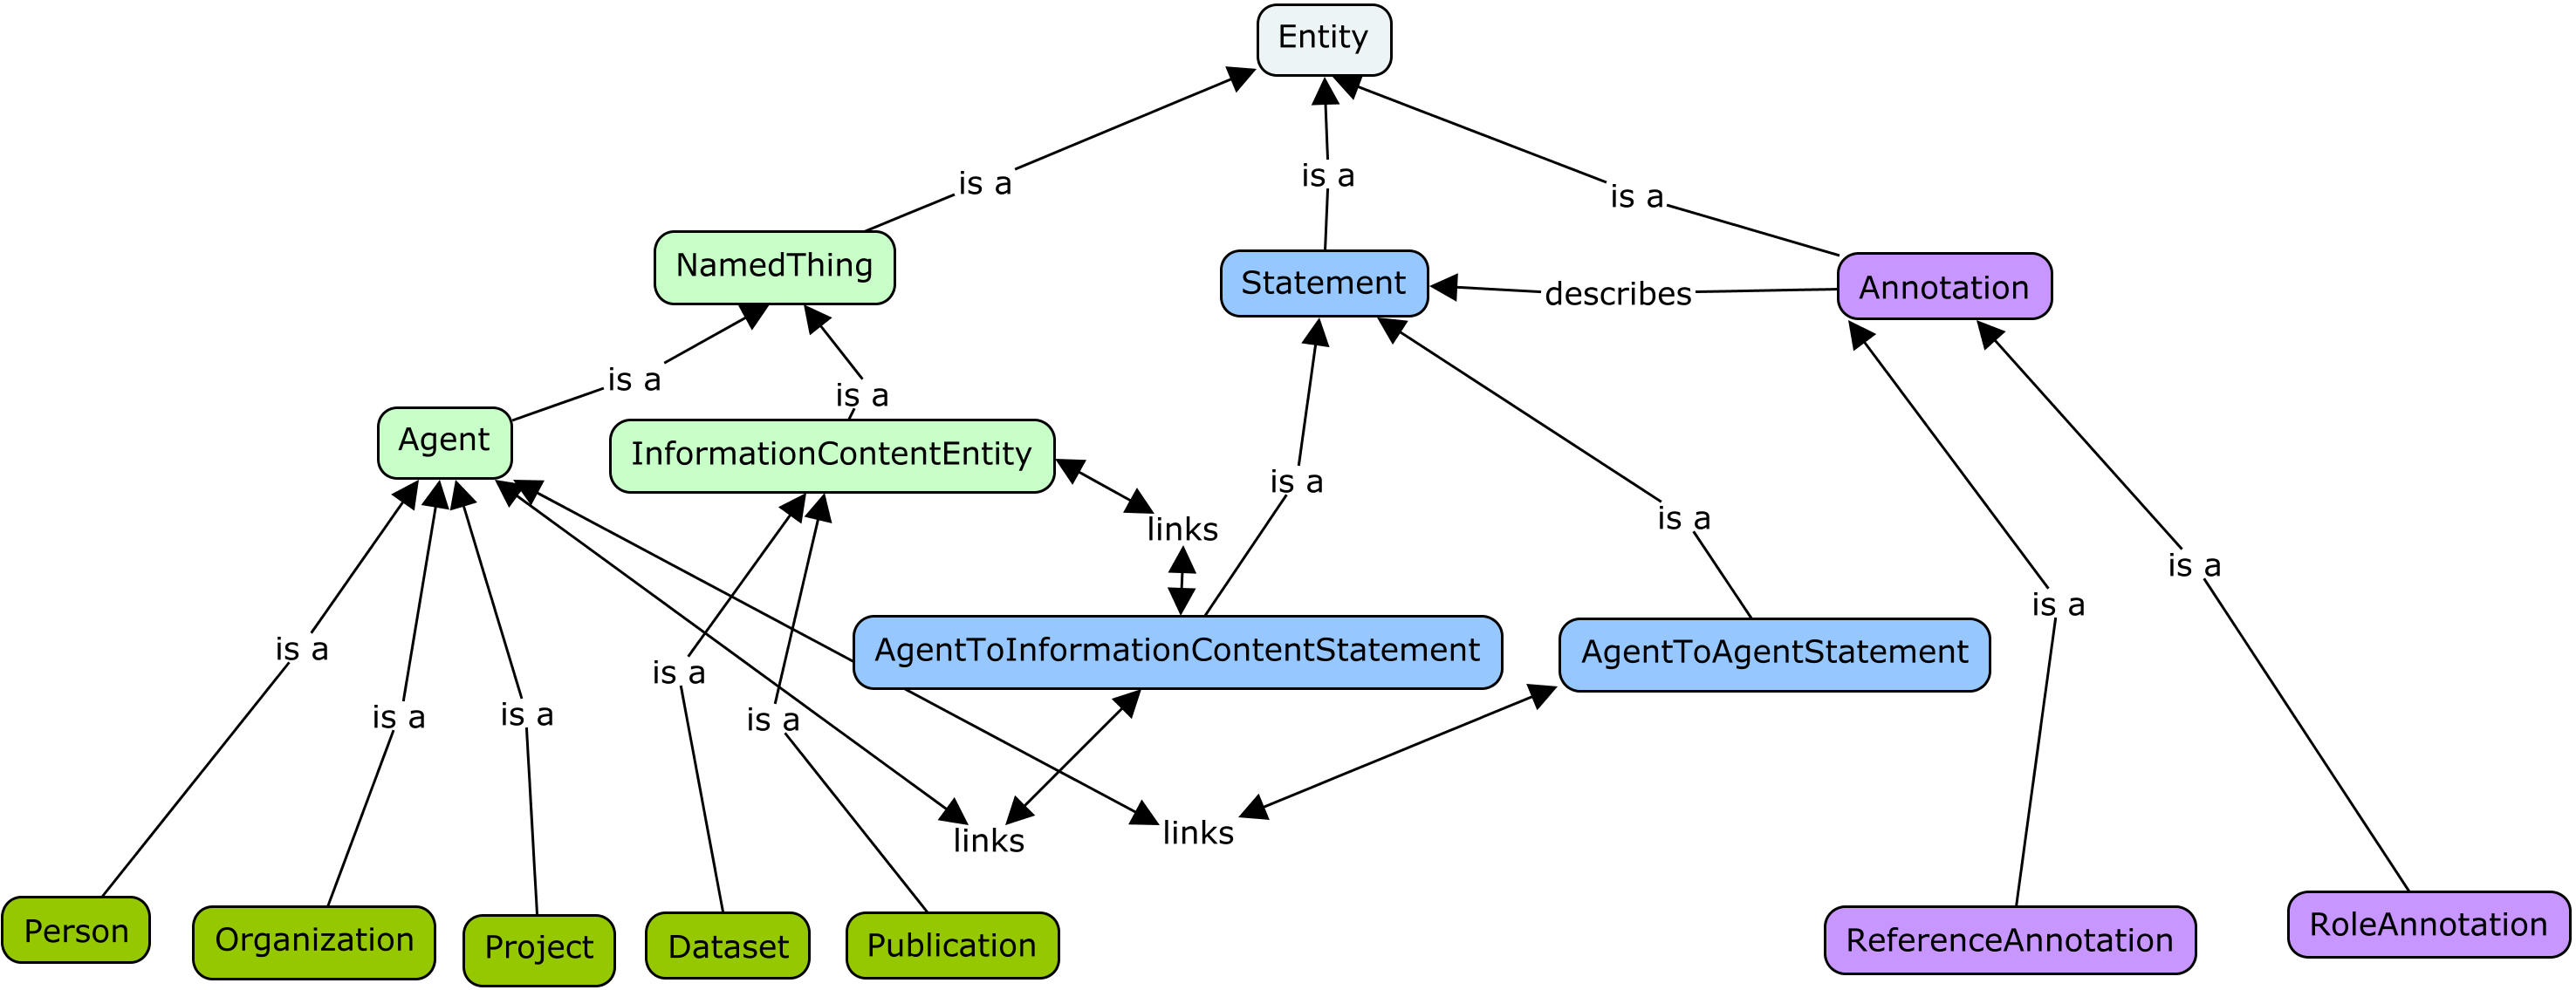 Entity
is a
is a
is a
NamedThing
Statement
describes
Annotation
is a
is a
Agent
InformationContentEntity
is a
links
is a
is a
is a
is a
AgentToInformationContentStatement
AgentToAgentStatement
is a
is a
is a
is a
links
links
Person
Organization
Project
Dataset
Publication
ReferenceAnnotation
RoleAnnotation